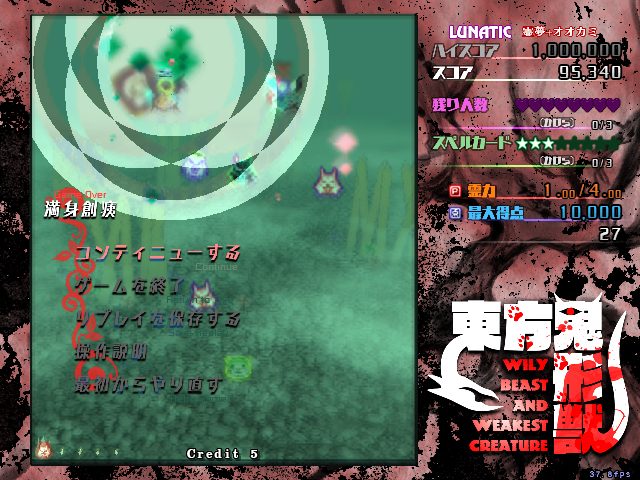 LUNATIC 霊夢+オオカミ
ハイスコア 1,000,000
スコア 95,340
残り人数
(かけら) 0/3
スペルカード ★★★
(かけら) 0/3
霊力 1.00/4.00
最大得点 10,000
27
Over
満身創痍
コンティニューする
Continue
ゲームを終了
リプレイを保存する
操作説明
最初からやり直す
東方鬼形獣
WILY
BEAST
AND
WEAKEST
CREATURE
Credit 5
37.8fps